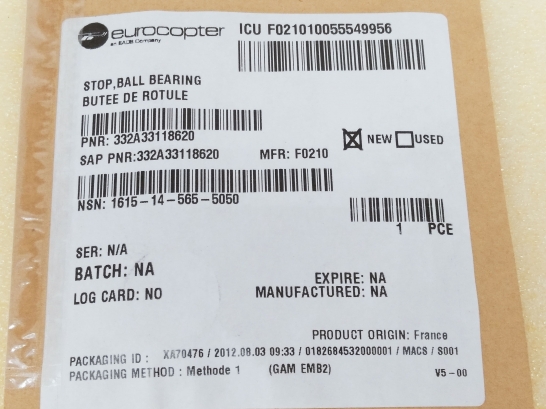 eurocopter ICU F021010055549956
an EADS Company
STOP,BALL BEARING
BUTEE DE ROTULE
PNR: 332A33118620
NEW USED
SAP PNR:332A33118620 MFR: F0210
NSN: 1615-14-565-5050
1 PCE
SER: N/A
BATCH: NA EXPIRE: NA
LOG CARD: NO MANUFACTURED: NA
PRODUCT ORIGIN: France
PACKAGING ID : XA70476 / 2012.08.03 09:33 / 0182684532000001 / MACS / S001
PACKAGING METHOD : Methode 1 (GAM EMB2) V5-00